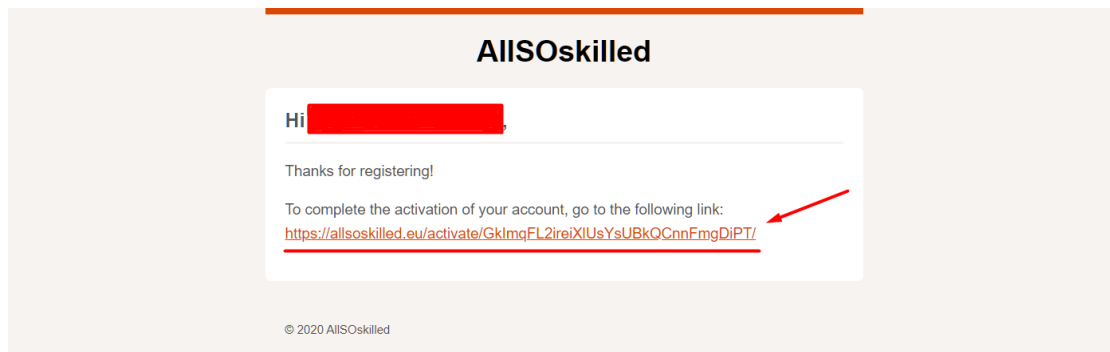 AllSOskilled
Hi ,
Thanks for registering!
To complete the activation of your account, go to the following link:
https://allsoskilled.eu/activate/GkImqFL2ireiXlUsYsUBkQCnnFmgDiPT/
© 2020 AllSOskilled